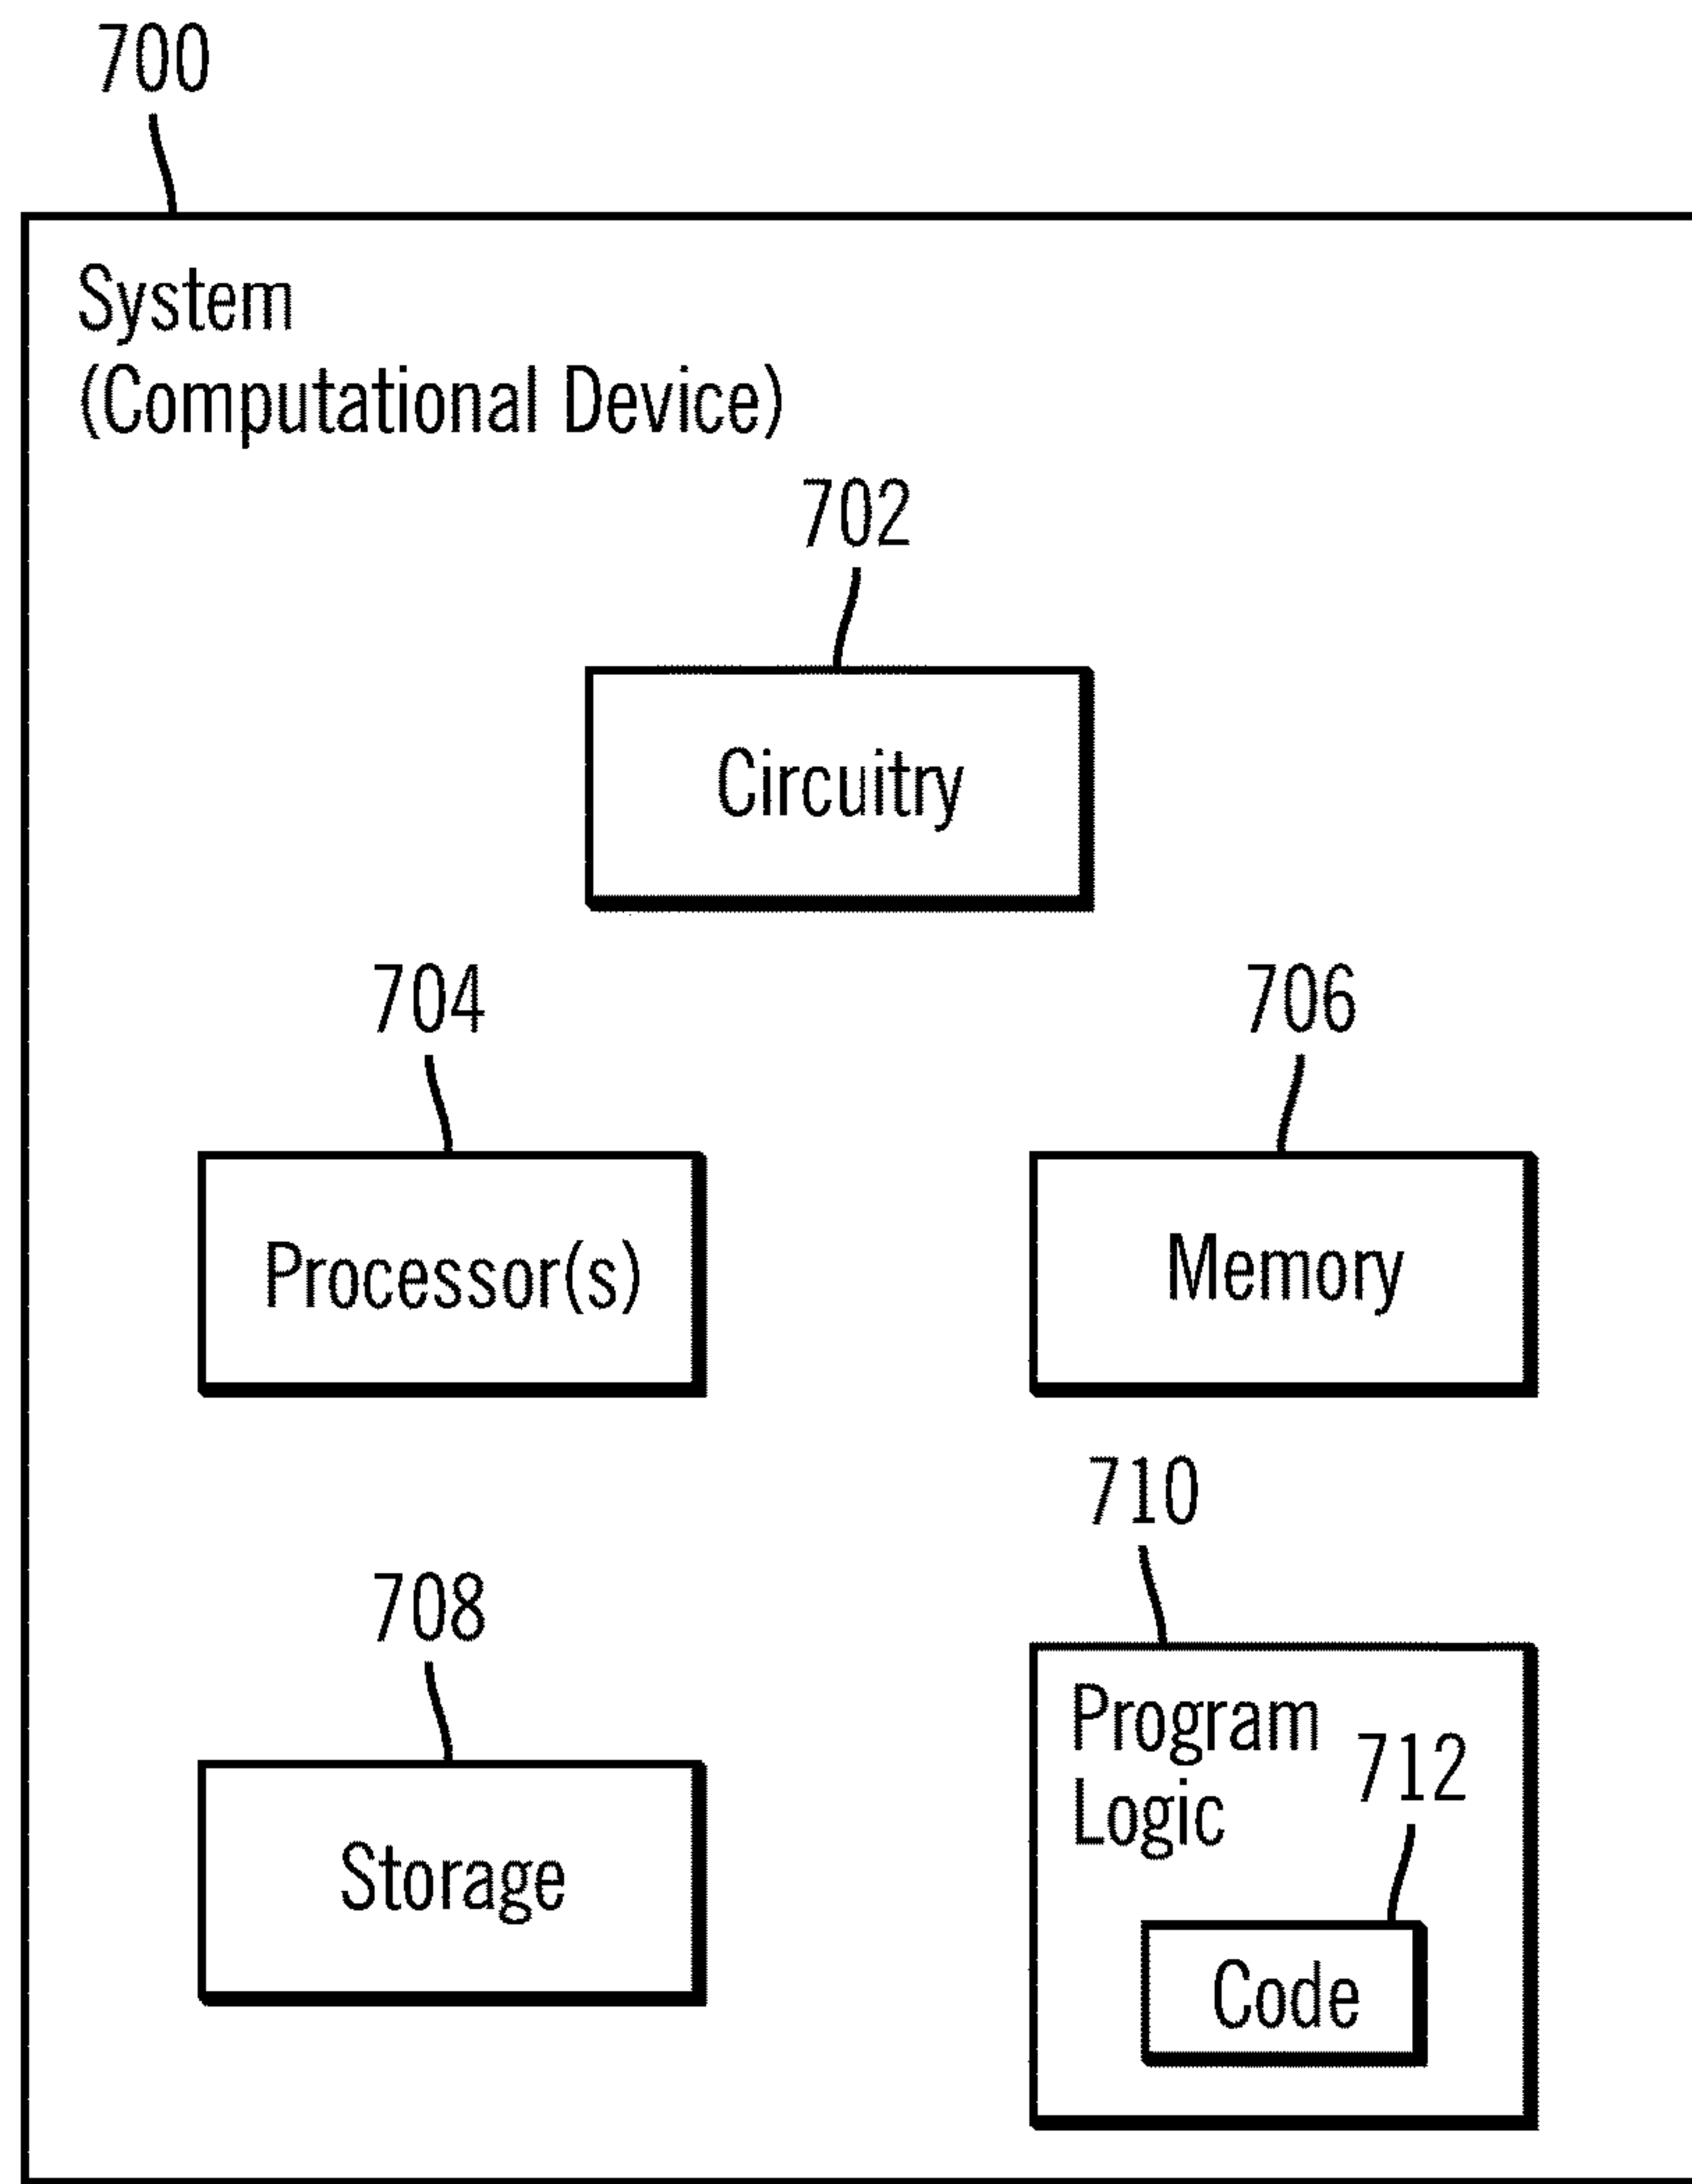 700
System
(Computational Device)
702
Circuitry
704
706
Processor(s)
Memory
710
708
Program
Logic
712
Storage
Code